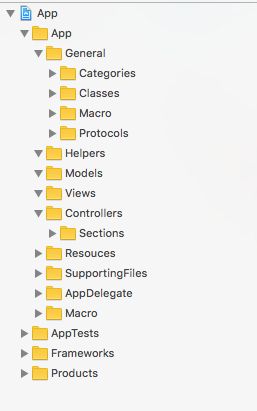 App
App
General
Categories
Classes
Macro
Protocols
Helpers
Models
Views
Controllers
Sections
Resouces
SupportingFiles
AppDelegate
Macro
AppTests
Frameworks
Products